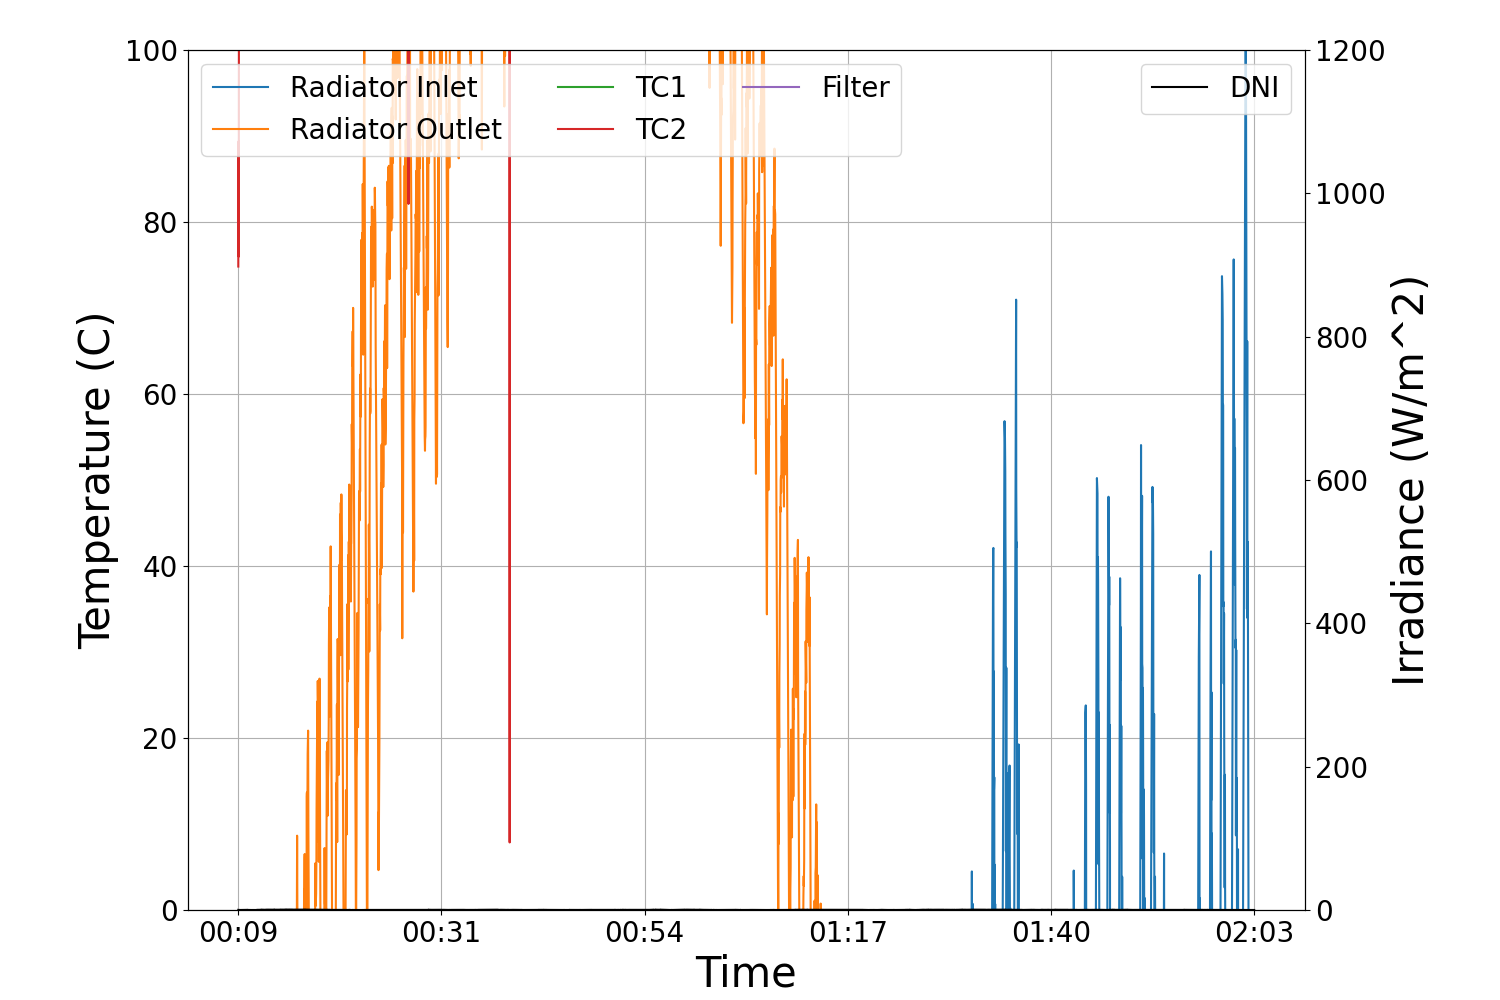 Radiator Inlet
Radiator Outlet
TC1
TC2
Filter
DNI
100
80
60
40
20
0
Temperature (C)
1200
1000
800
600
400
200
0
Irradiance (W/m^2)
00:09 00:31 00:54 01:17 01:40 02:03
Time